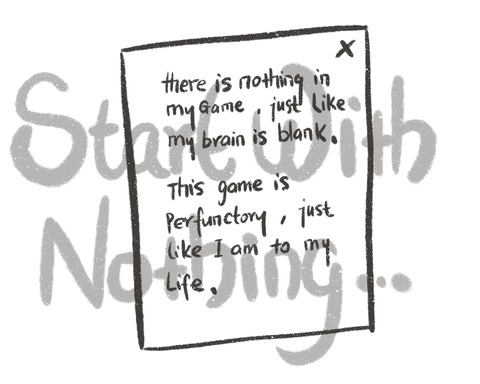 Start With
Nothing...
X
there is nothing in
my Game , just like
my brain is blank.
This game is
Perfunctory , just
like I am to my
Life.